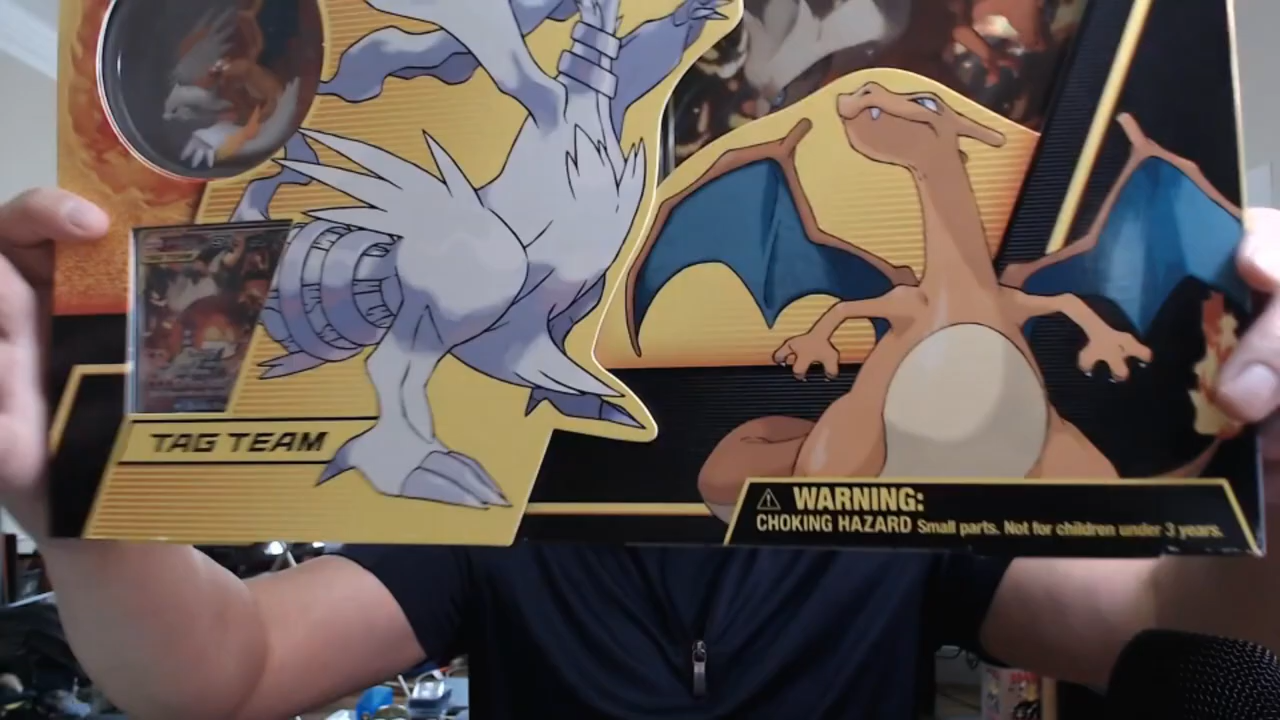 TAG TEAM
WARNING:
CHOKING HAZARD Small parts. Not for children under 3 years.